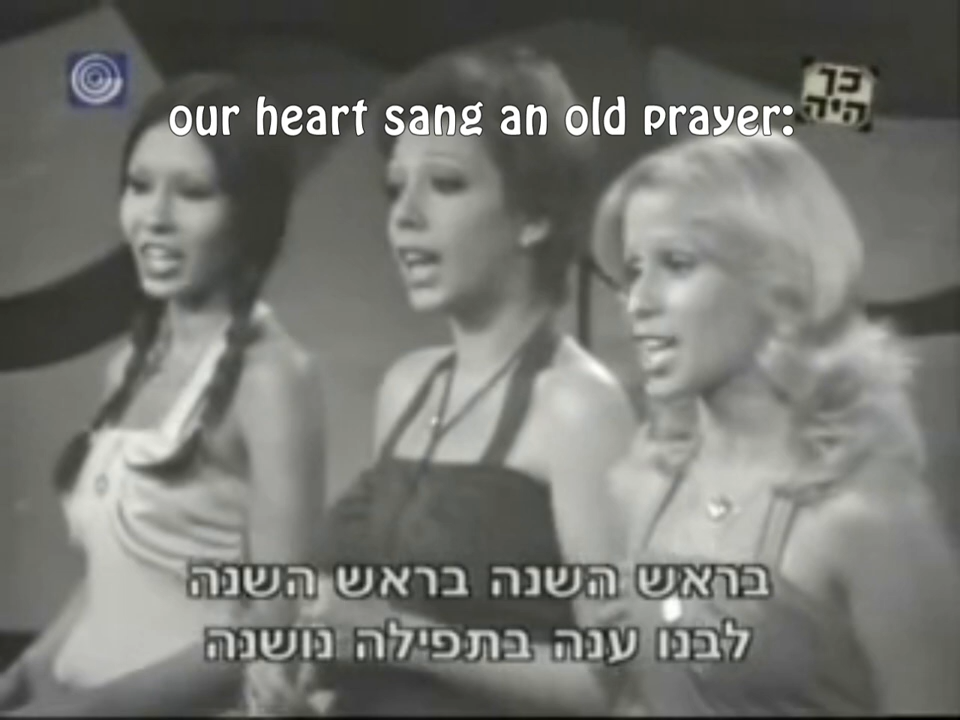 our heart sang an old prayer:
כך
היה
בראש השנה בראש השנה
לבנו ענה בתפילה נושנה